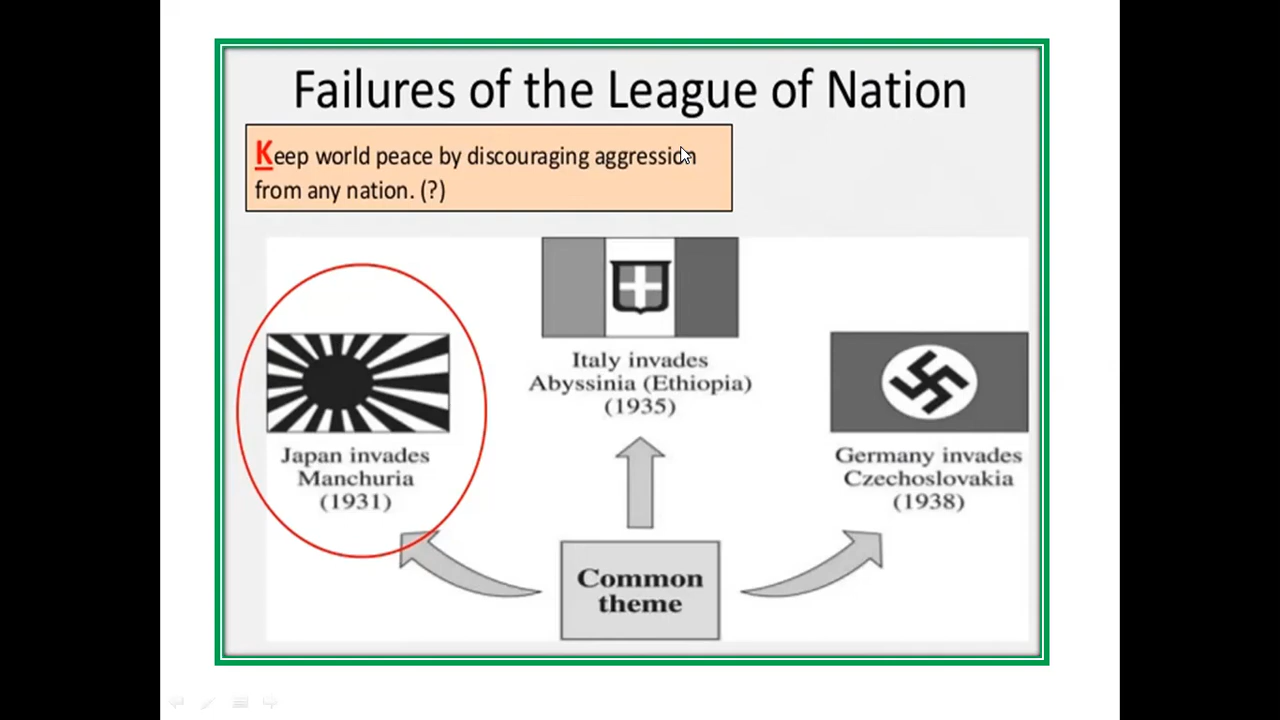 Failures of the League of Nation
Keep world peace by discouraging aggression
from any nation. (?)
Italy invades
Abyssinia (Ethiopia)
(1935)
Japan invades
Manchuria
(1931)
Germany invades
Czechoslovakia
(1938)
Common
theme